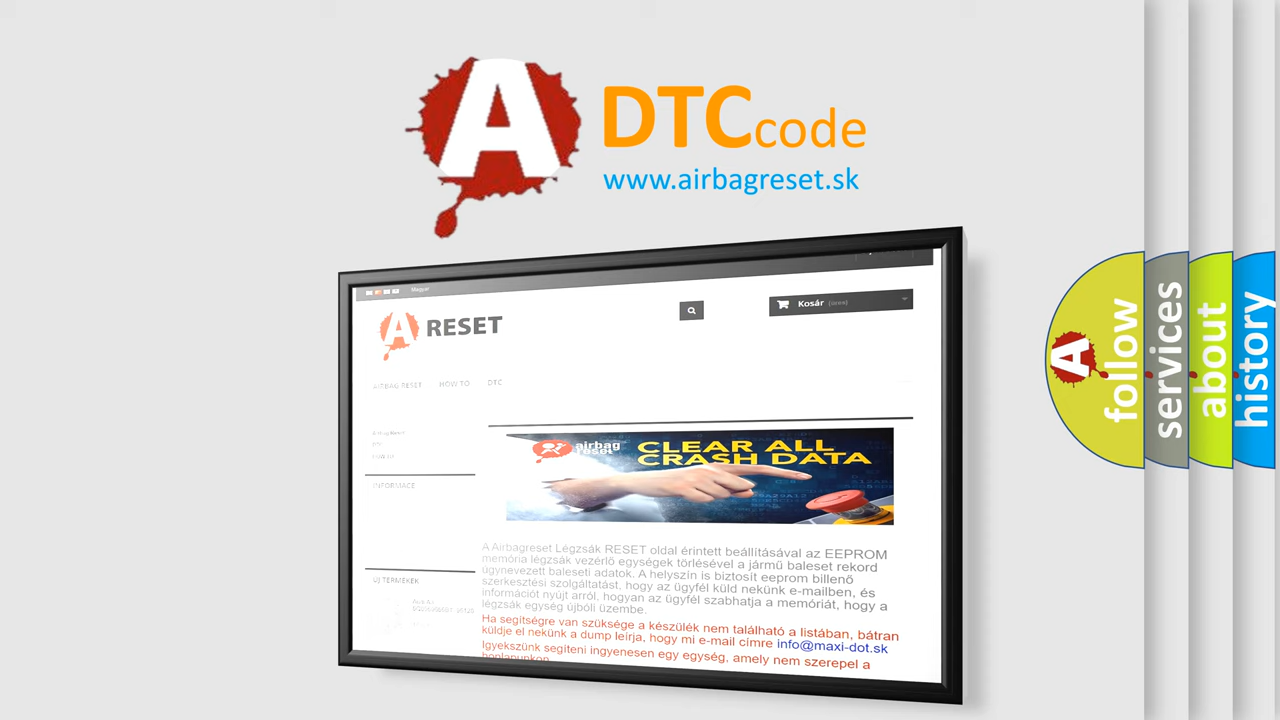 A
DTCcode
www.airbagreset.sk
Magyar
A RESET
Kosár (üres)
AIRBAG RESET HOW TO DTC
INFORMACE
ÚJ TERMÉKEK
airbag
reset
CLEAR ALL
CRASH DATA
A Airbagreset Légzsák RESET oldal érintett beállításával az EEPROM
memória légzsák vezérlő egységek törlésével a jármű baleset rekord
úgynevezett baleseti adatok. A helyszín is biztosít eeprom billenő
szerkesztési szolgáltatást, hogy az ügyfél küld nekünk e-mailben, és
információt nyújt arról, hogyan az ügyfél szabhatja a memóriát, hogy a
légzsák egység újbóli üzembe.
Ha segítségre van szüksége a készülék nem található a listában, bátran
küldje el nekünk a dump leírja, hogy mi e-mail címre info@maxi-dot.sk
Igyekszünk segíteni ingyenesen egy egység, amely nem szerepel a
honlapunkon
A
follow
services
about
history